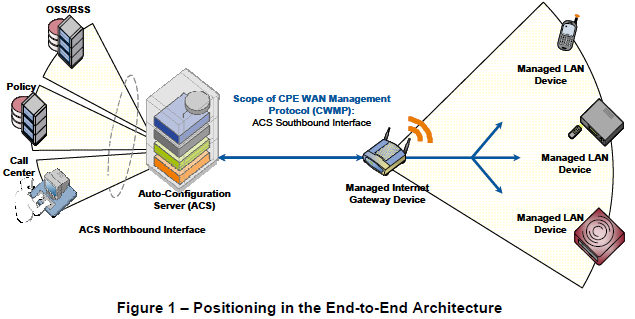 OSS/BSS
Policy
Call
Center
ACS Northbound Interface
Auto-Configuration
Server (ACS)
Scope of CPE WAN Management
Protocol (CWMP):
ACS Southbound Interface
Managed Internet
Gateway Device
Managed LAN
Device
Managed LAN
Device
Managed LAN
Device
Figure 1 – Positioning in the End-to-End Architecture